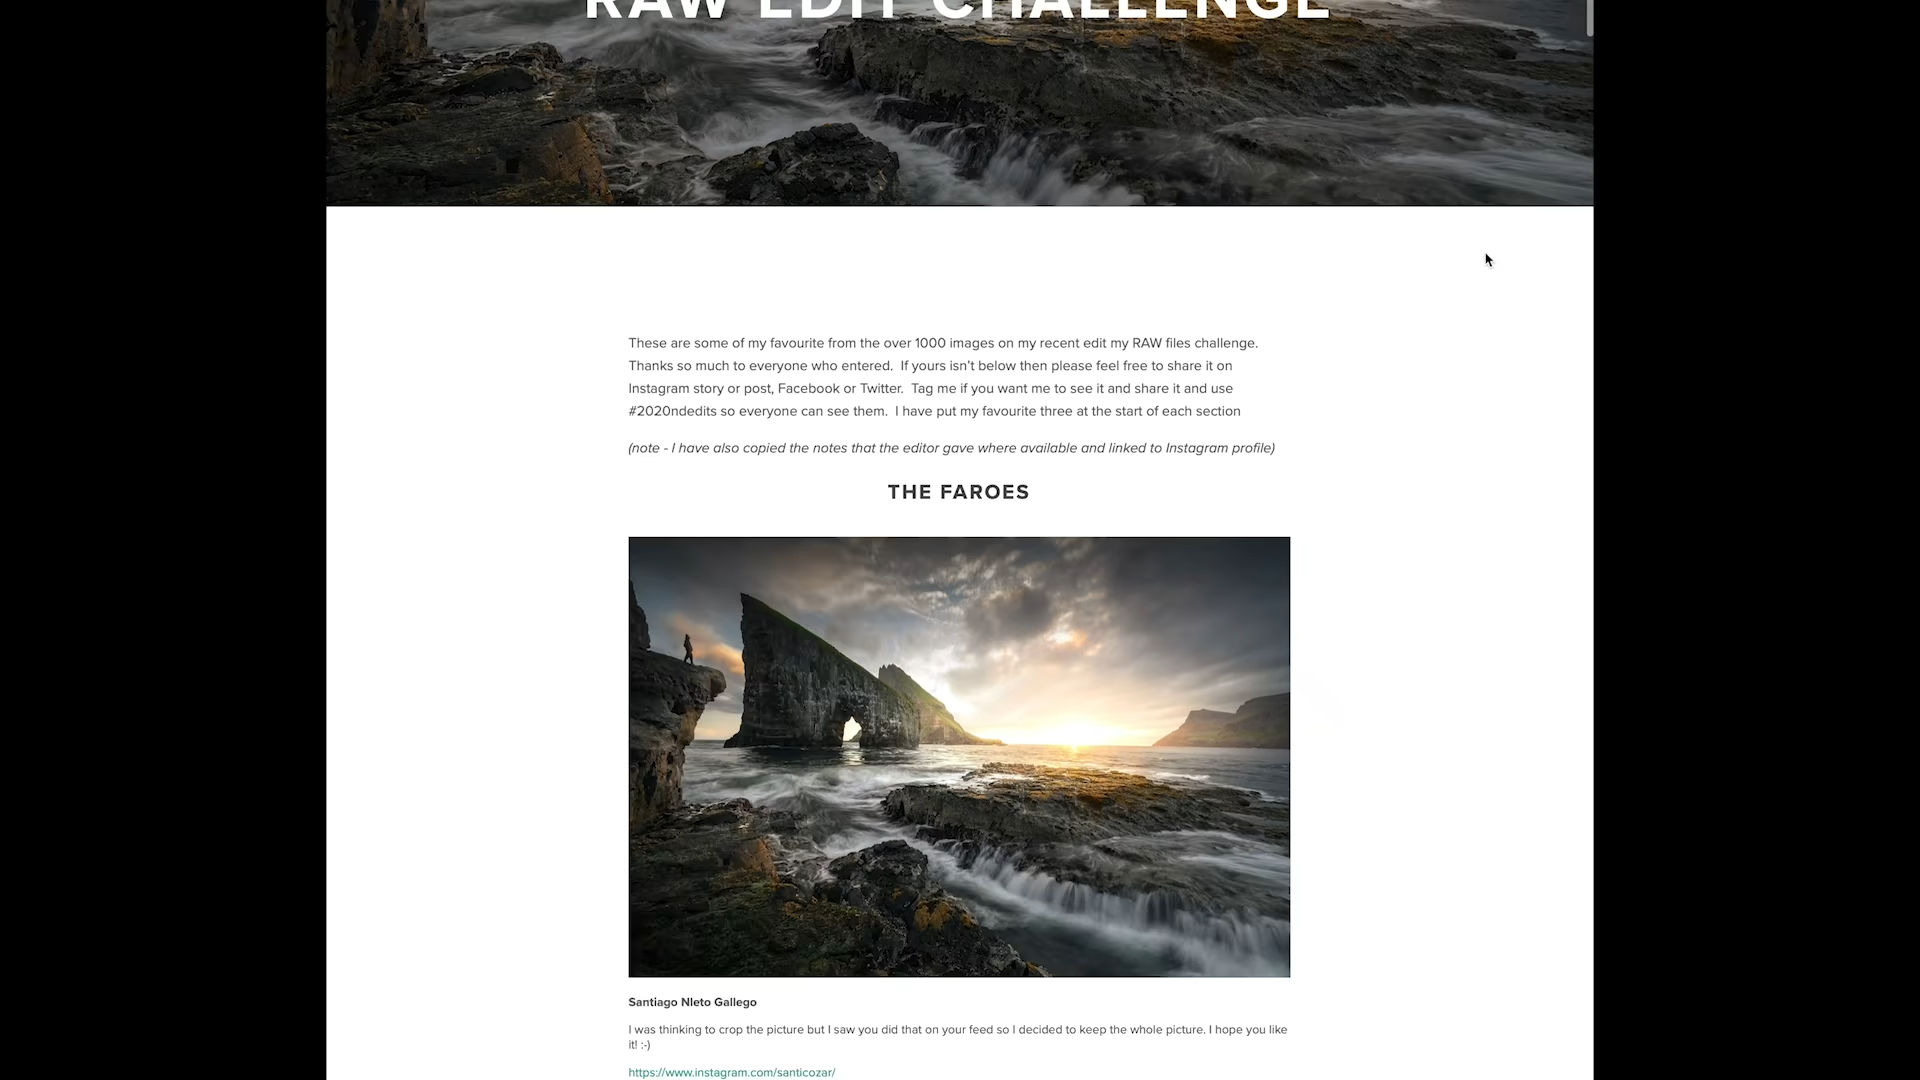 RAW EDIT CHALLENGE
These are some of my favourite from the over 1000 images on my recent edit my RAW files challenge.
Thanks so much to everyone who entered.  If yours isn't below then please feel free to share it on
Instagram story or post, Facebook or Twitter.  Tag me if you want me to see it and share it and use
#2020ndedits so everyone can see them.  I have put my favourite three at the start of each section
(note - I have also copied the notes that the editor gave where available and linked to Instagram profile)
THE FAROES
Santiago NIeto Gallego
I was thinking to crop the picture but I saw you did that on your feed so I decided to keep the whole picture. I hope you like
it! :-)
https://www.instagram.com/santicozar/